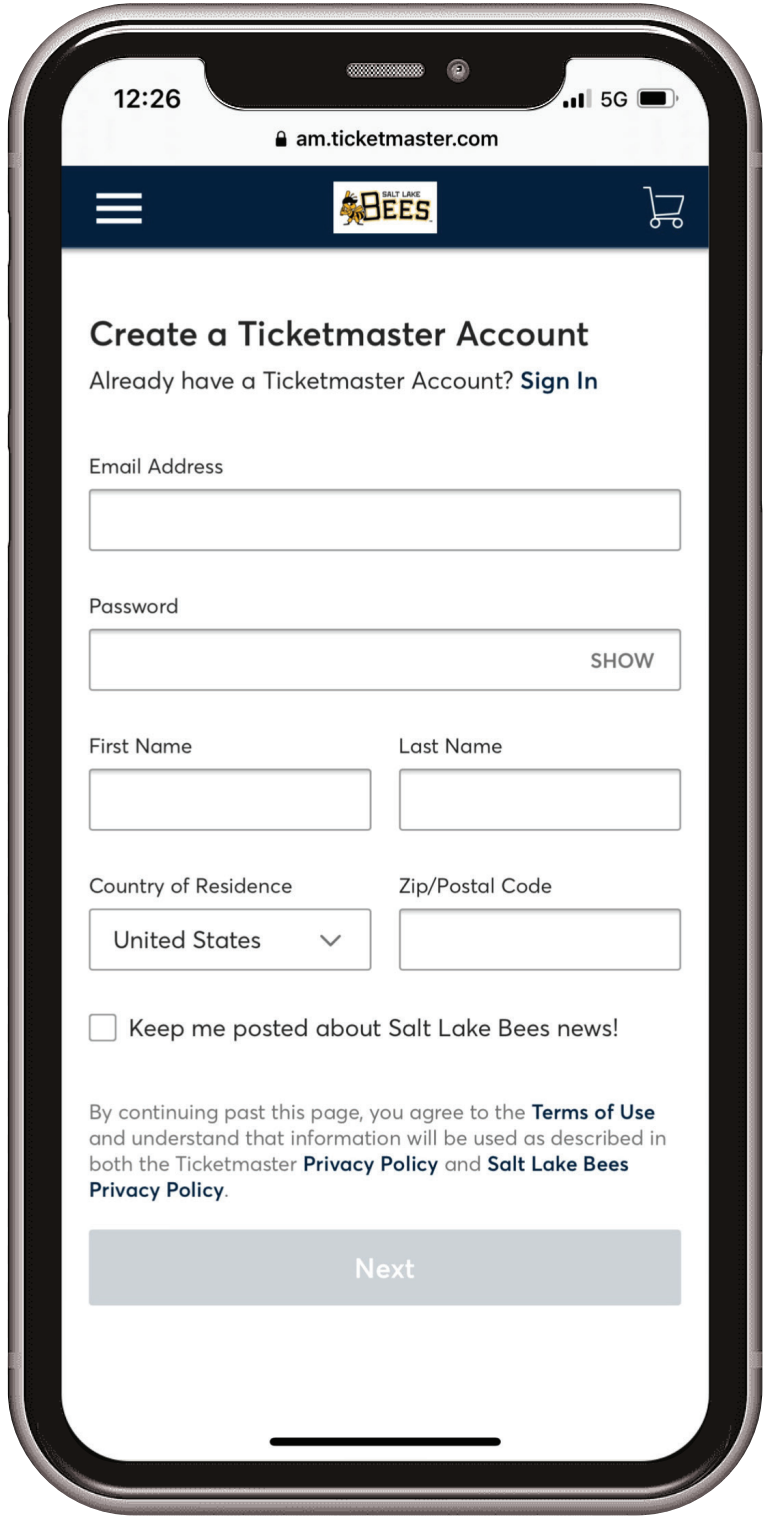 12:26
5G
am.ticketmaster.com
SALT LAKE
BEES
Create a Ticketmaster Account
Already have a Ticketmaster Account? Sign In
Email Address
Password
SHOW
First Name Last Name
Country of Residence Zip/Postal Code
United States
Keep me posted about Salt Lake Bees news!
By continuing past this page, you agree to the Terms of Use
and understand that information will be used as described in
both the Ticketmaster Privacy Policy and Salt Lake Bees
Privacy Policy.
Next